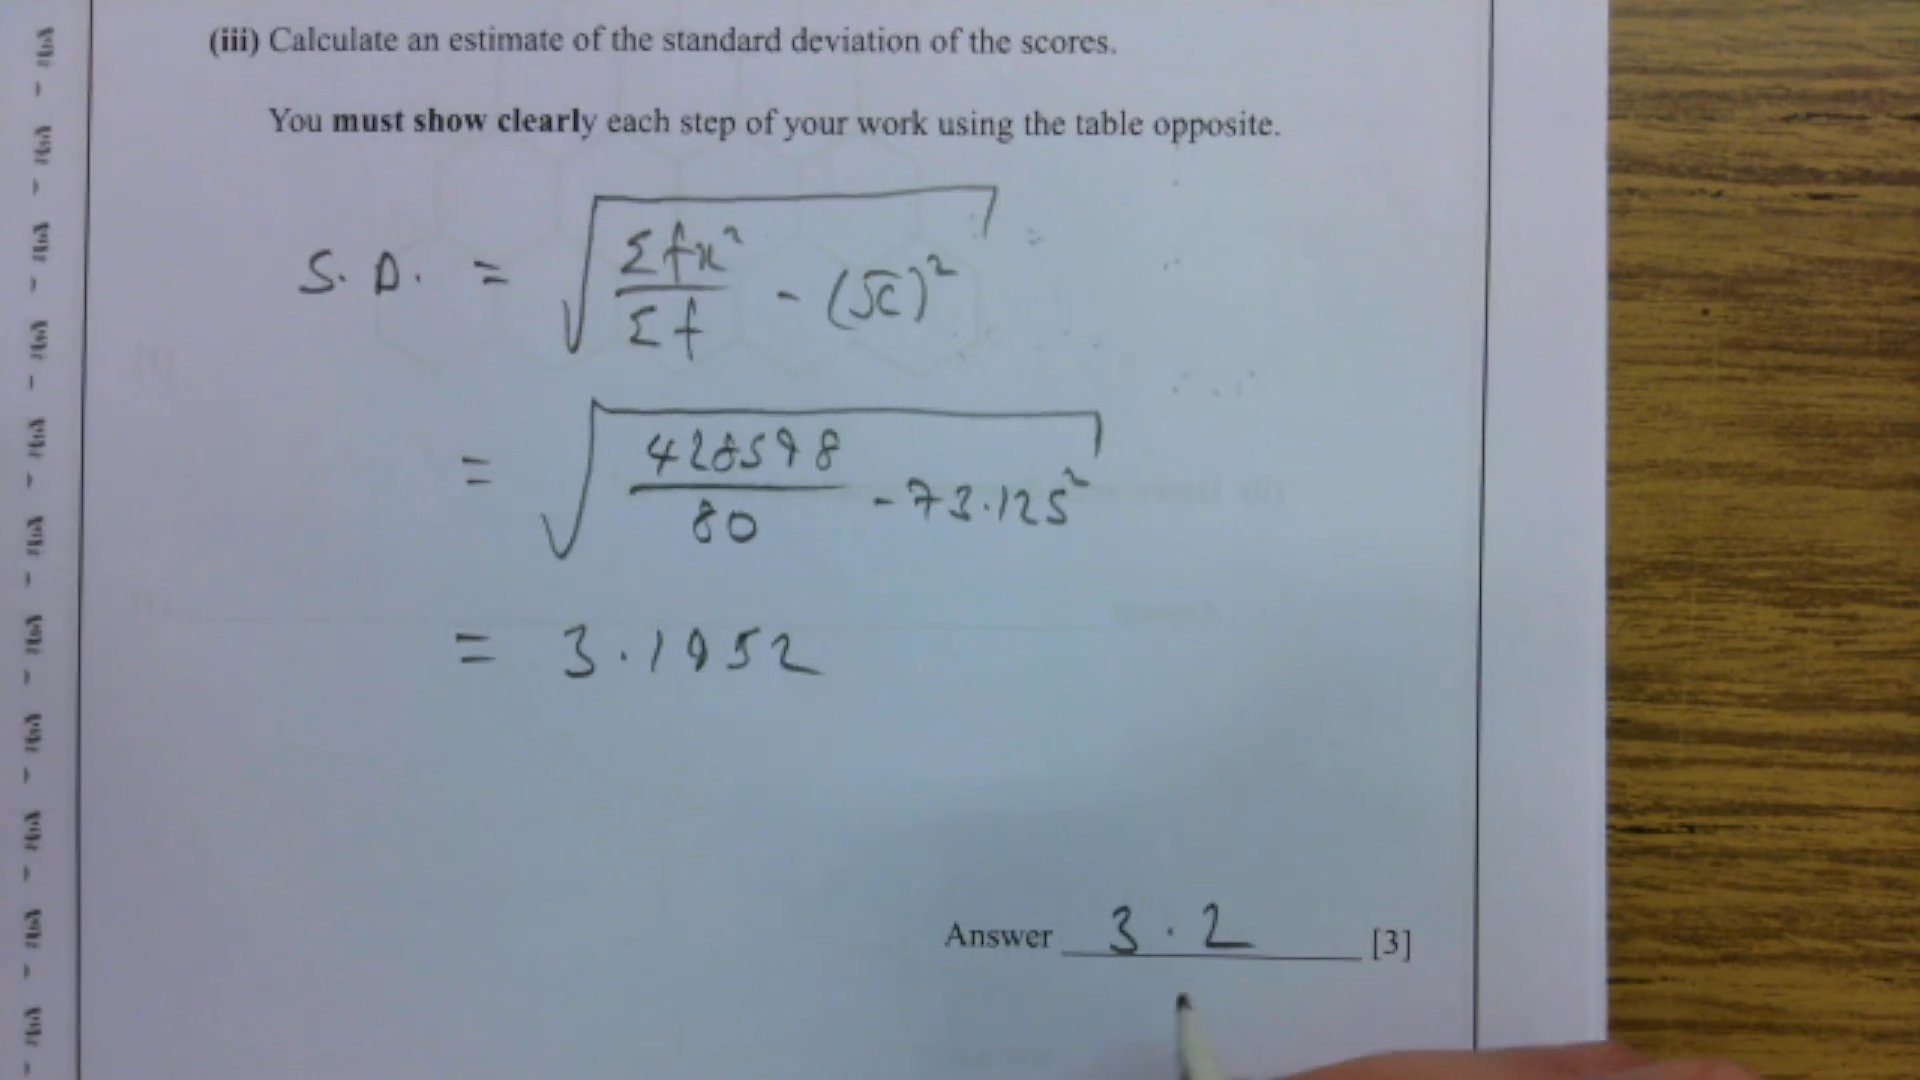 (iii) Calculate an estimate of the standard deviation of the scores.
You must show clearly each step of your work using the table opposite.
S.D. = √(Σfx²/Σf - (x̄)²)
= √(428598/80 - 73.125²)
= 3.1952
Answer 3.2 [3]